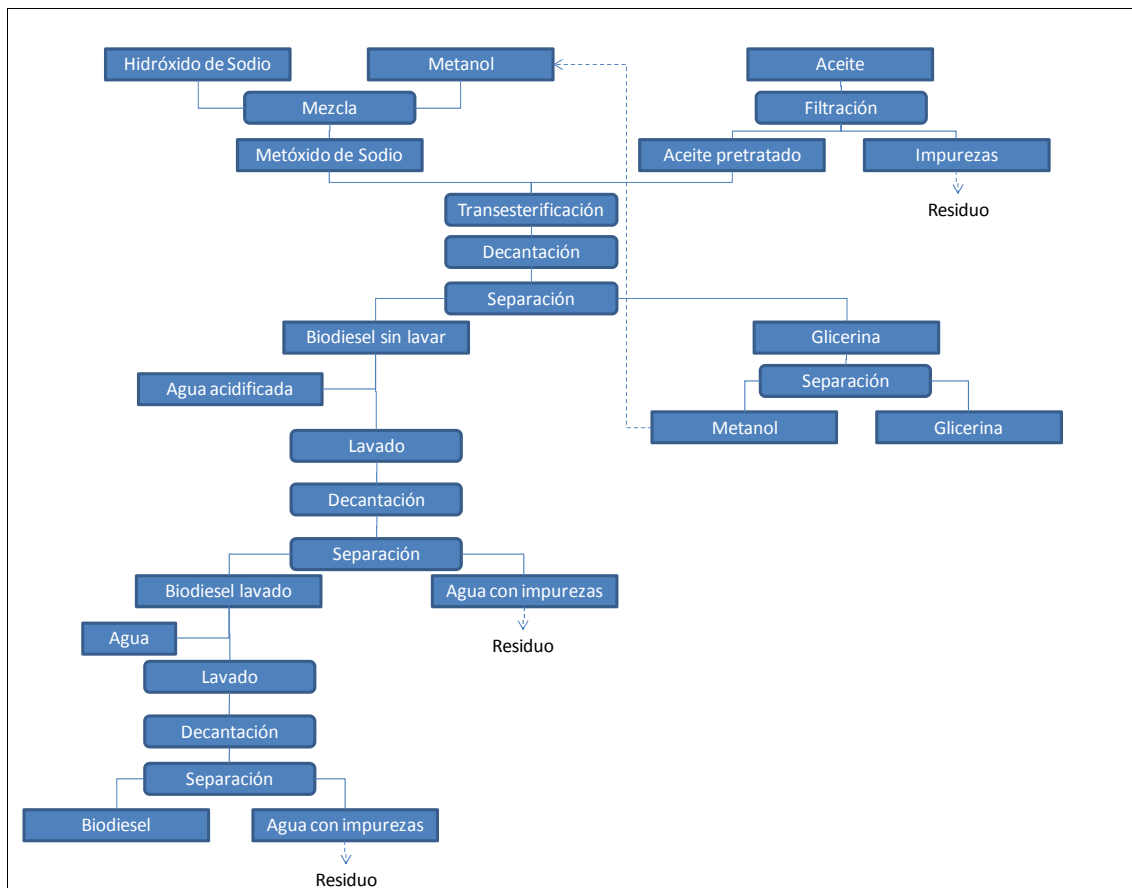 Hidróxido de Sodio
Metanol
Aceite
Mezcla
Filtración
Metóxido de Sodio
Aceite pretratado
Impurezas
Residuo
Transesterificación
Decantación
Separación
Biodiesel sin lavar
Glicerina
Separación
Agua acidificada
Metanol
Glicerina
Lavado
Decantación
Separación
Biodiesel lavado
Agua con impurezas
Agua
Residuo
Lavado
Decantación
Separación
Biodiesel
Agua con impurezas
Residuo